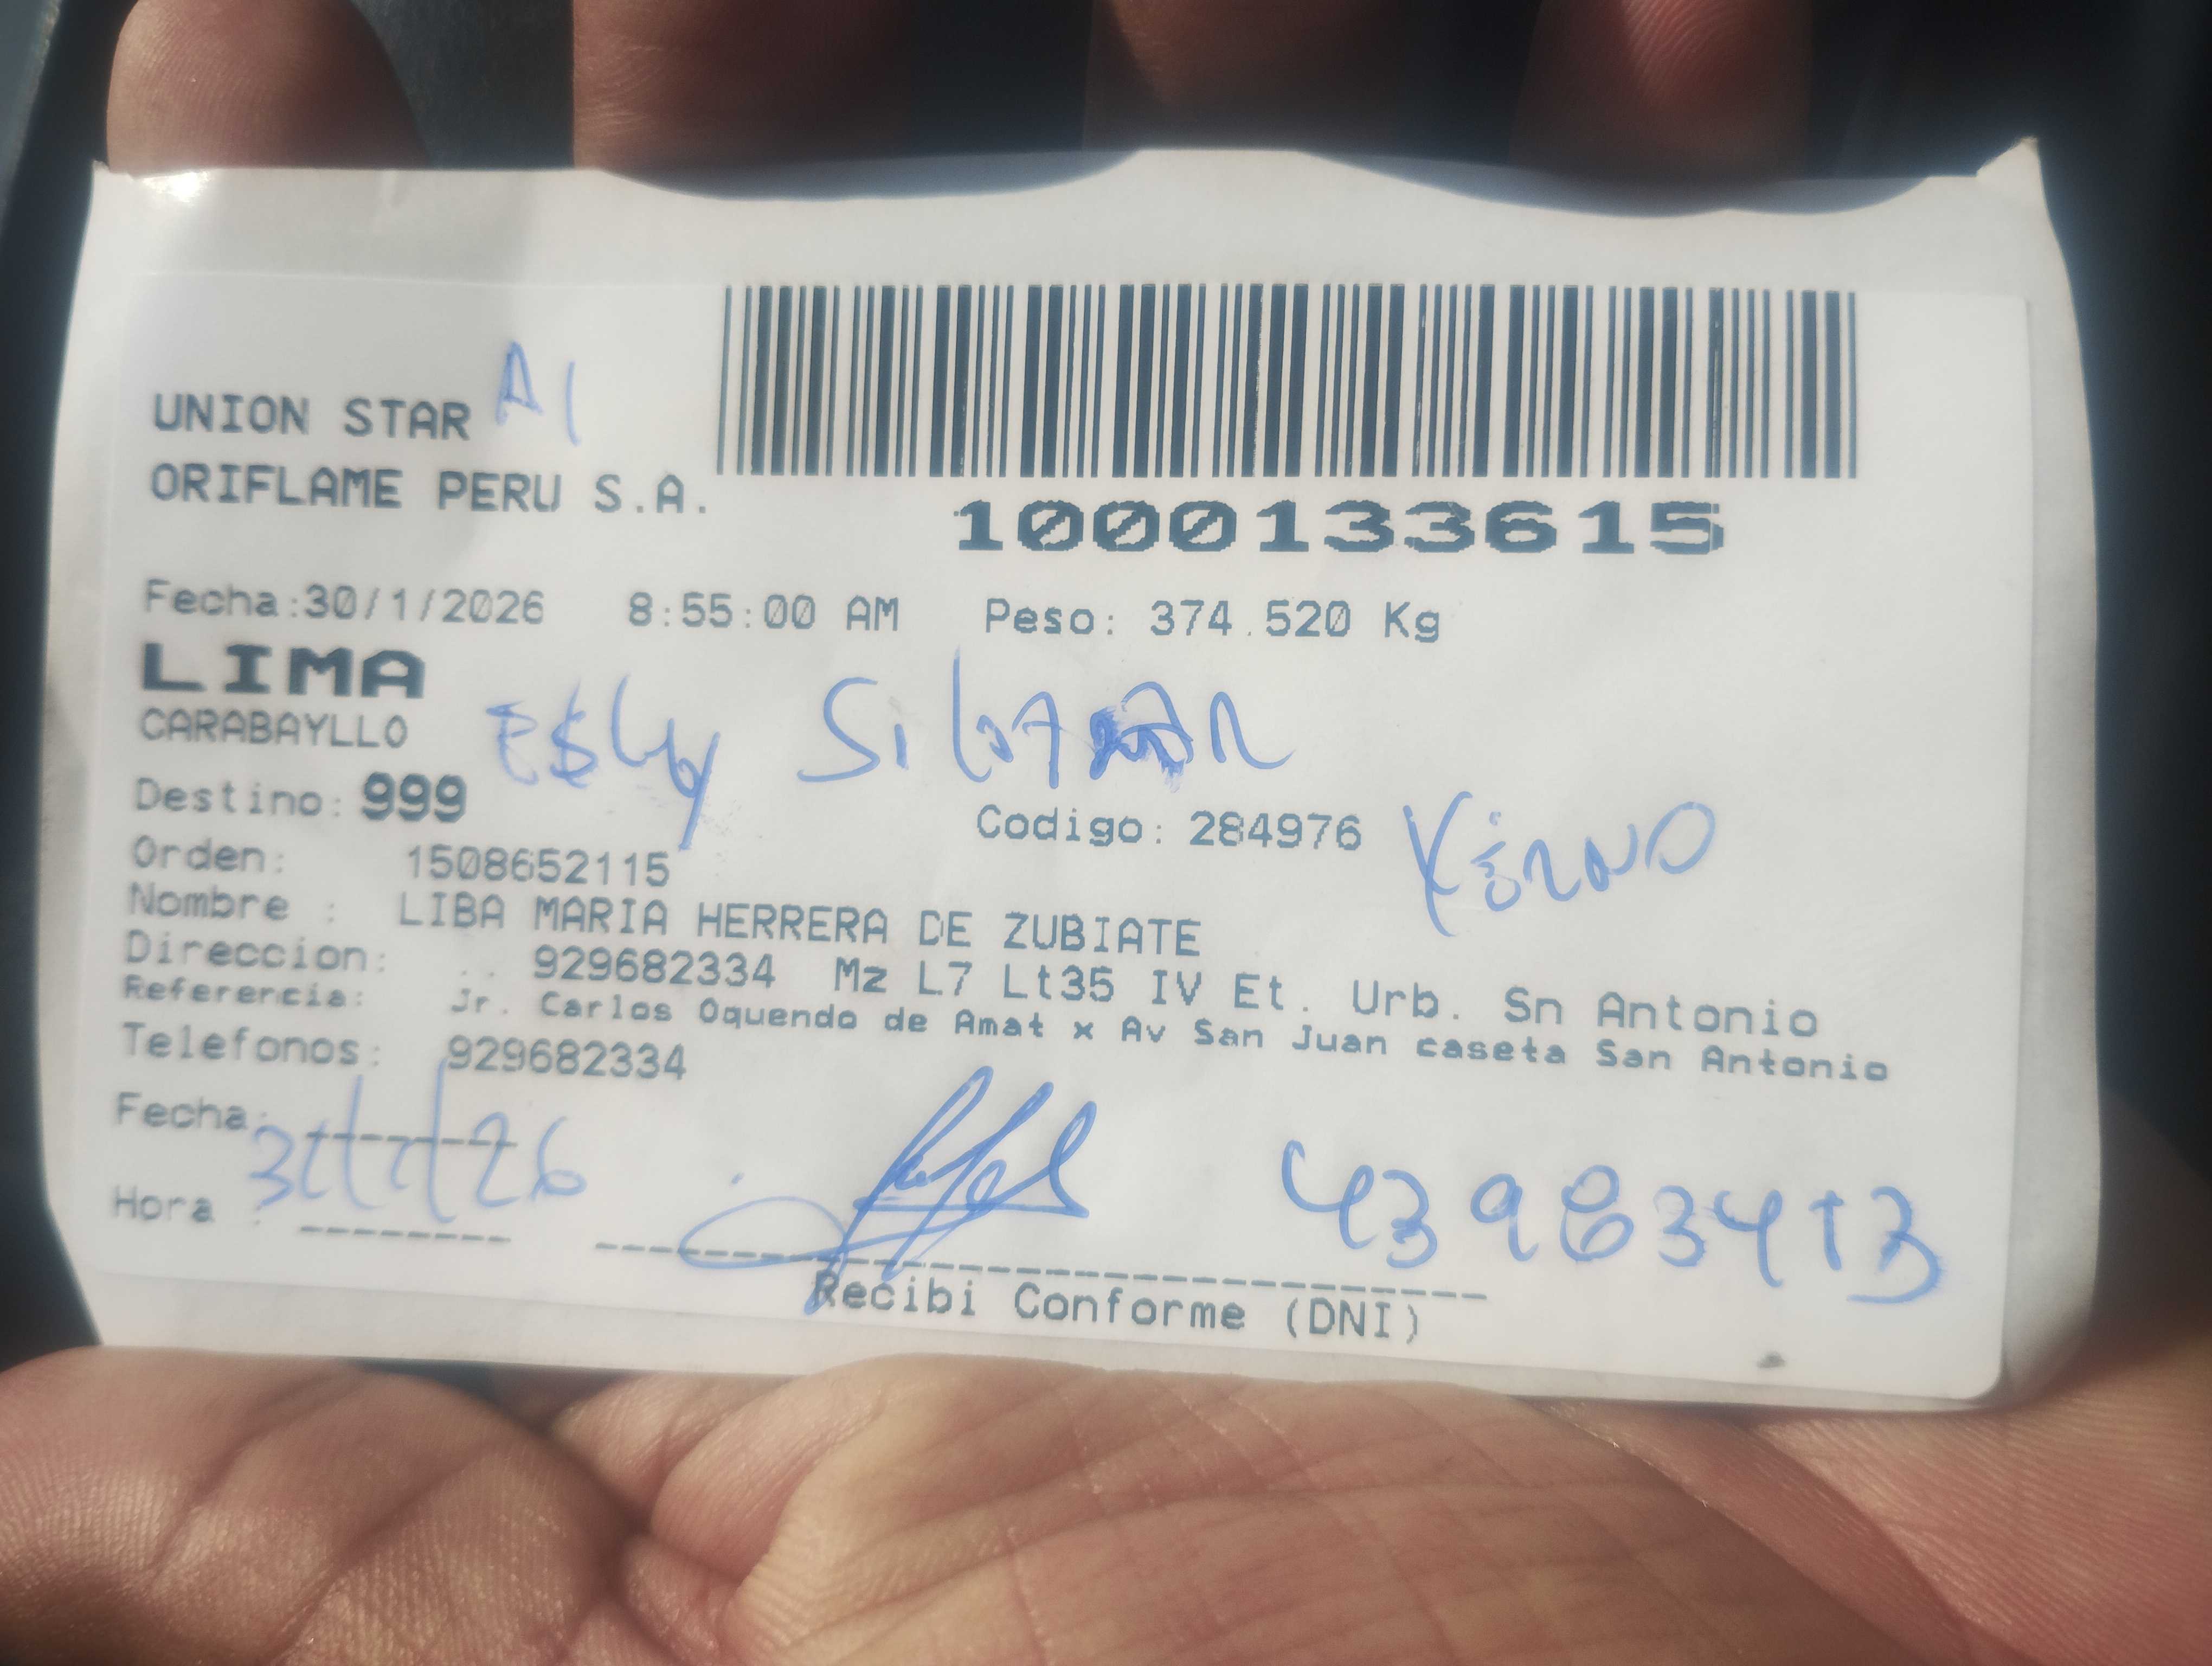 UNION STAR A1
ORIFLAME PERU S.A.
1000133615
Fecha:30/1/2026 8:55:00 AM Peso: 374.520 Kg
LIMA
CARABAYLLO
Destino: 999
Codigo: 284976 YERNO
Orden: 1508652115
Nombre : LIBA MARIA HERRERA DE ZUBIATE
Direccion: .. 929682334 Mz L7 Lt35 IV Et. Urb. Sn Antonio
Referencia: Jr. Carlos Oquendo de Amat x Av San Juan caseta San Antonio
Telefonos: 929682334
Fecha:
Hora :
Recibi Conforme (DNI)